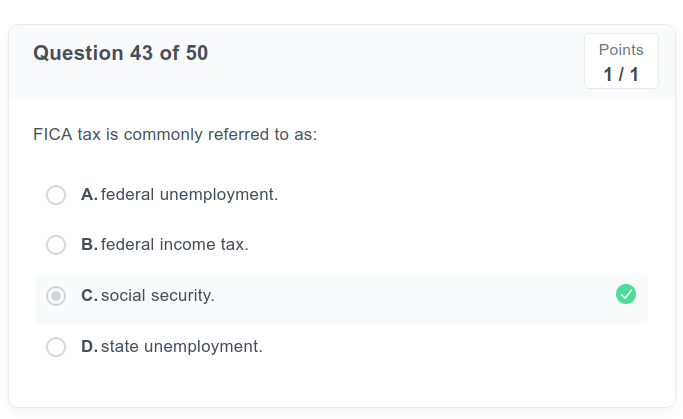 Question 43 of 50
Points
1 / 1
FICA tax is commonly referred to as:
A. federal unemployment.
B. federal income tax.
C. social security.
D. state unemployment.